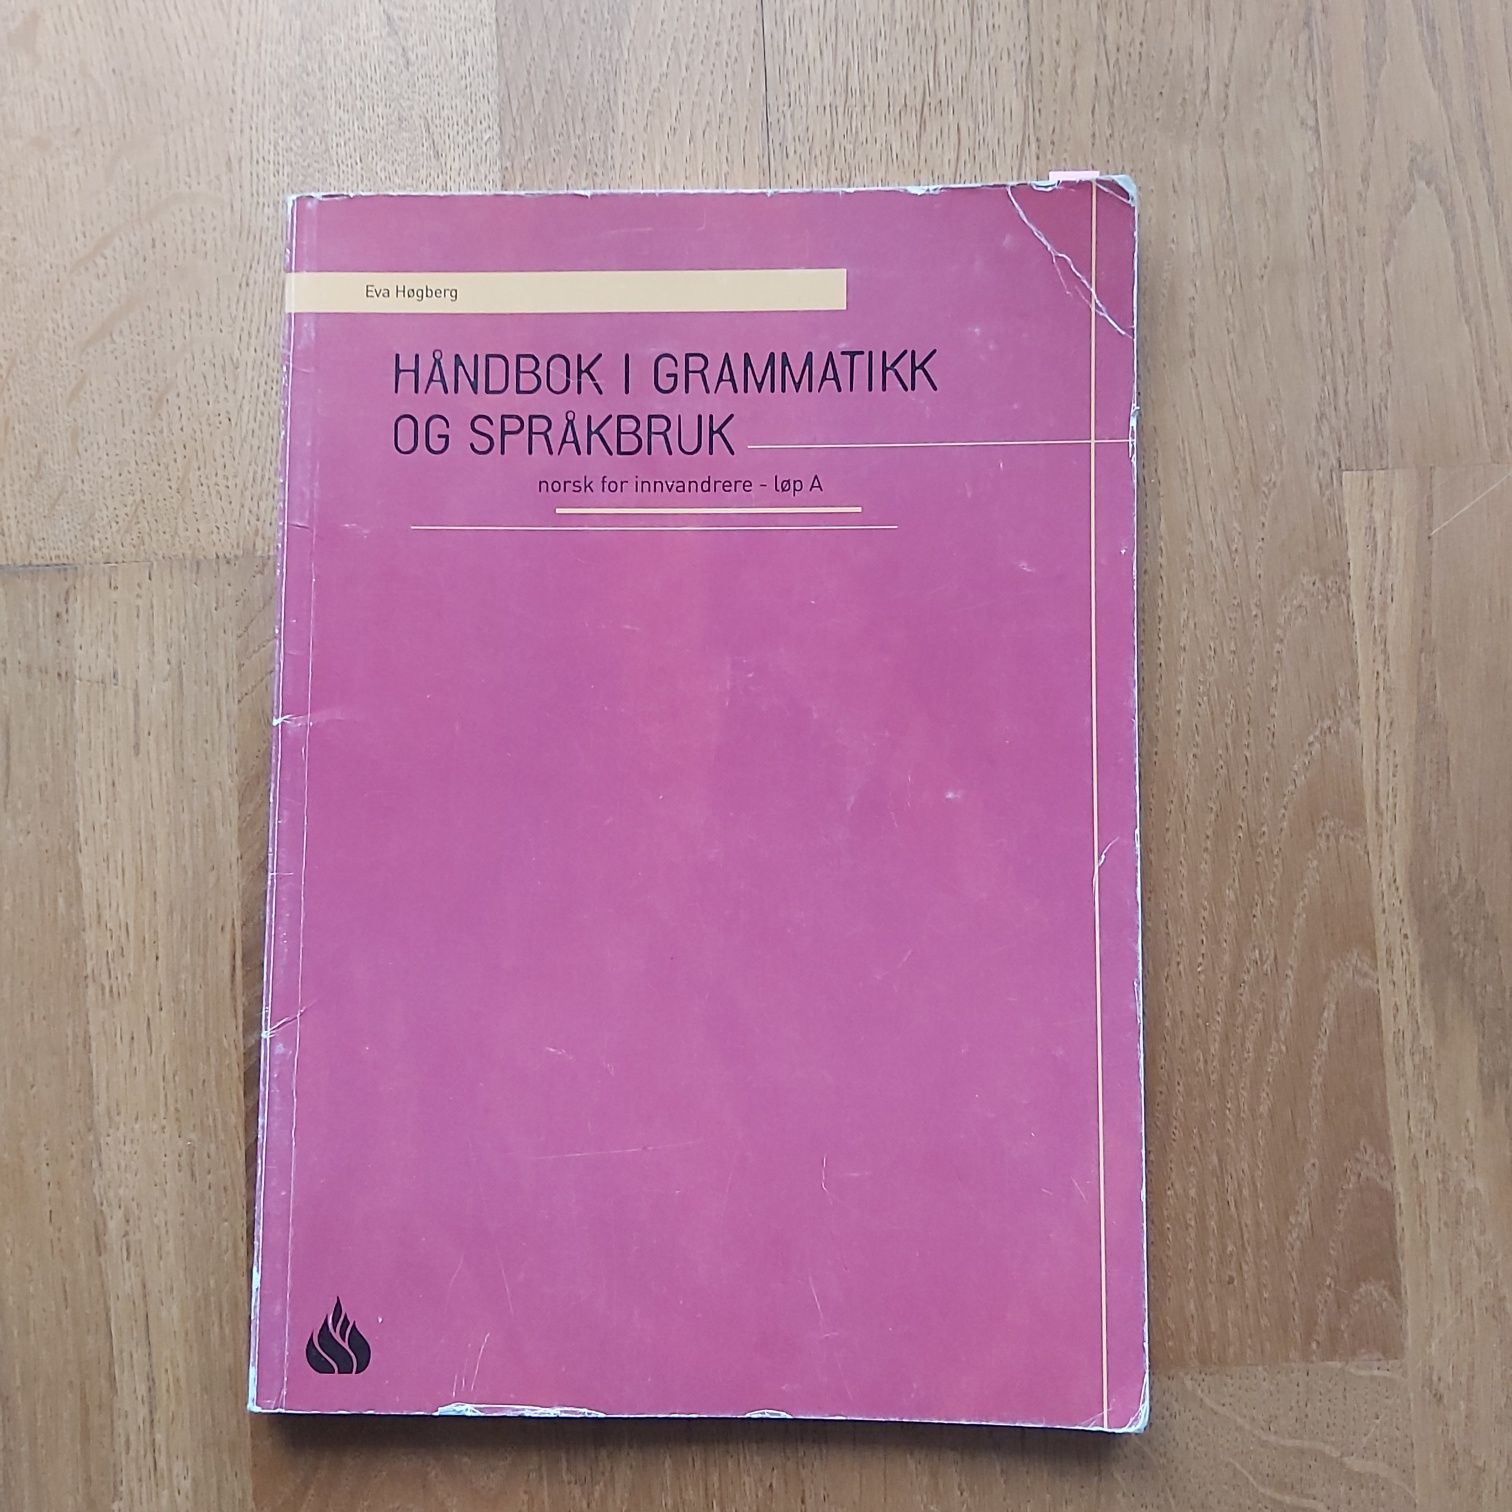 Eva Høgberg
HÅNDBOK I GRAMMATIKK
OG SPRÅKBRUK
norsk for innvandrere - løp A